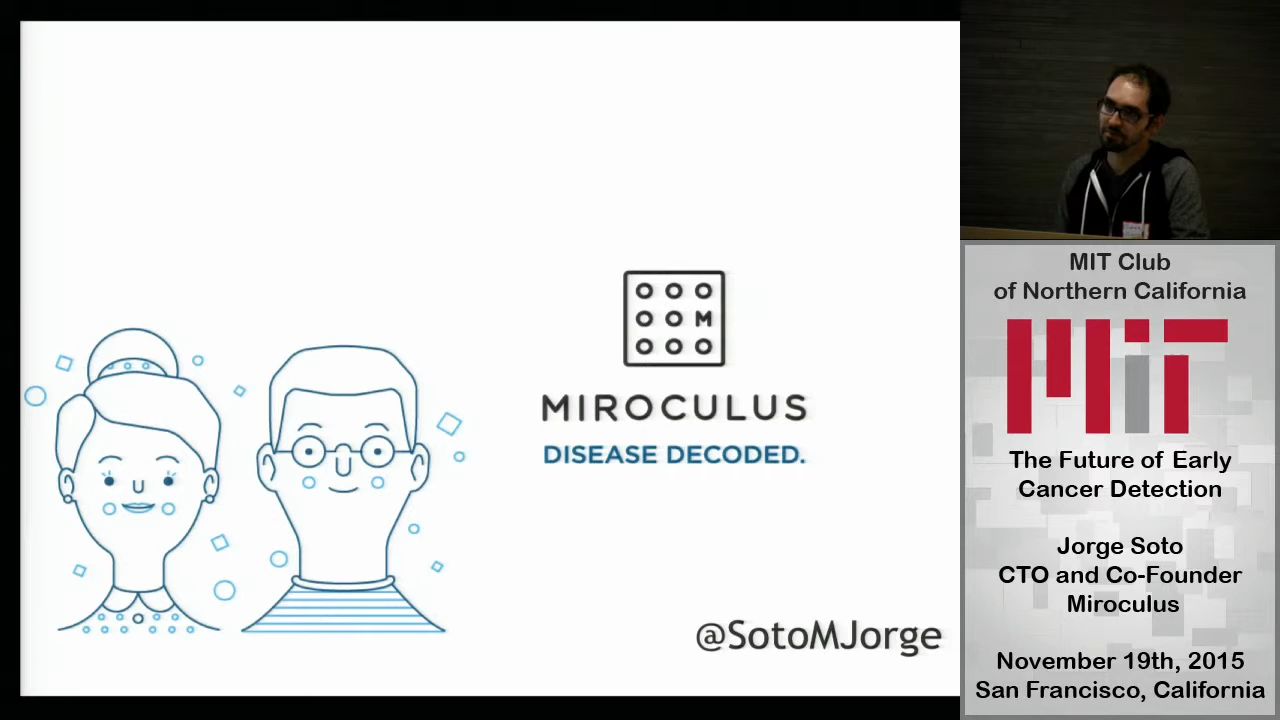 M
MIROCULUS
DISEASE DECODED.
@SotoMJorge
MIT Club
of Northern California
MIT
The Future of Early
Cancer Detection
Jorge Soto
CTO and Co-Founder
Miroculus
November 19th, 2015
San Francisco, California